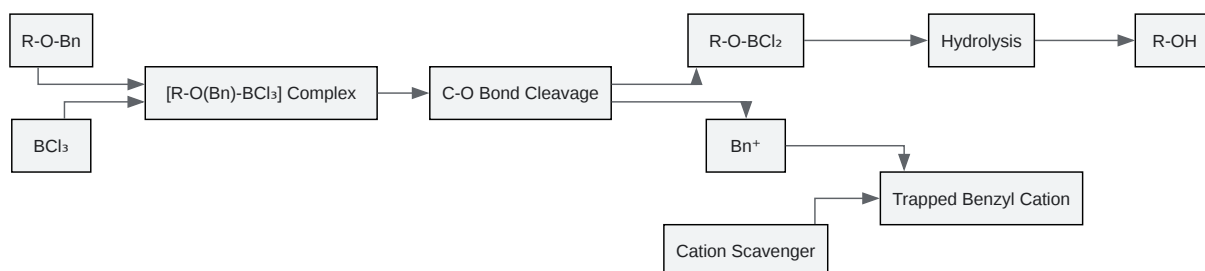 R-O-Bn
BCl₃
[R-O(Bn)-BCl₃] Complex
C-O Bond Cleavage
R-O-BCl₂
Hydrolysis
R-OH
Bn⁺
Trapped Benzyl Cation
Cation Scavenger